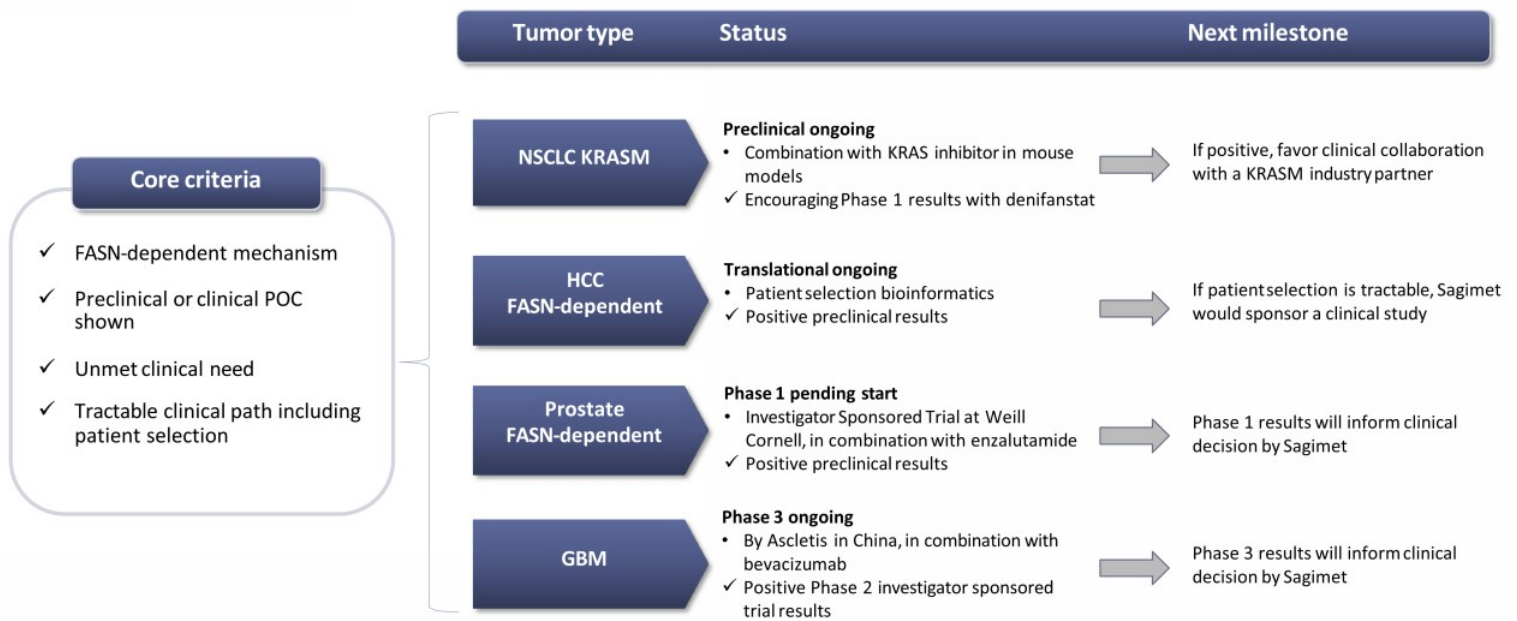 Tumor type Status Next milestone
Core criteria
✓ FASN-dependent mechanism
✓ Preclinical or clinical POC
shown
✓ Unmet clinical need
✓ Tractable clinical path including
patient selection
NSCLC KRASM
Preclinical ongoing
• Combination with KRAS inhibitor in mouse
models
✓ Encouraging Phase 1 results with denifanstat
If positive, favor clinical collaboration
with a KRASM industry partner
HCC
FASN-dependent
Translational ongoing
• Patient selection bioinformatics
✓ Positive preclinical results
If patient selection is tractable, Sagimet
would sponsor a clinical study
Prostate
FASN-dependent
Phase 1 pending start
• Investigator Sponsored Trial at Weill
Cornell, in combination with enzalutamide
✓ Positive preclinical results
Phase 1 results will inform clinical
decision by Sagimet
GBM
Phase 3 ongoing
• By Ascletis in China, in combination with
bevacizumab
✓ Positive Phase 2 investigator sponsored
trial results
Phase 3 results will inform clinical
decision by Sagimet